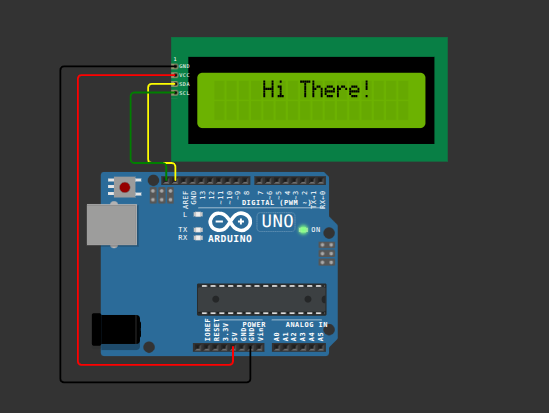 1
GND
VCC
SDA
SCL
Hi There!
AREF
GND
13
12
~11
~10
~9
8
7
~6
~5
4
~3
2
TX→1
RX←0
DIGITAL (PWM ~)
L
TX
RX
UNO
ARDUINO
ON
IOREF
RESET
3.3V
5V
GND
GND
Vin
POWER
ANALOG IN
A0
A1
A2
A3
A4
A5